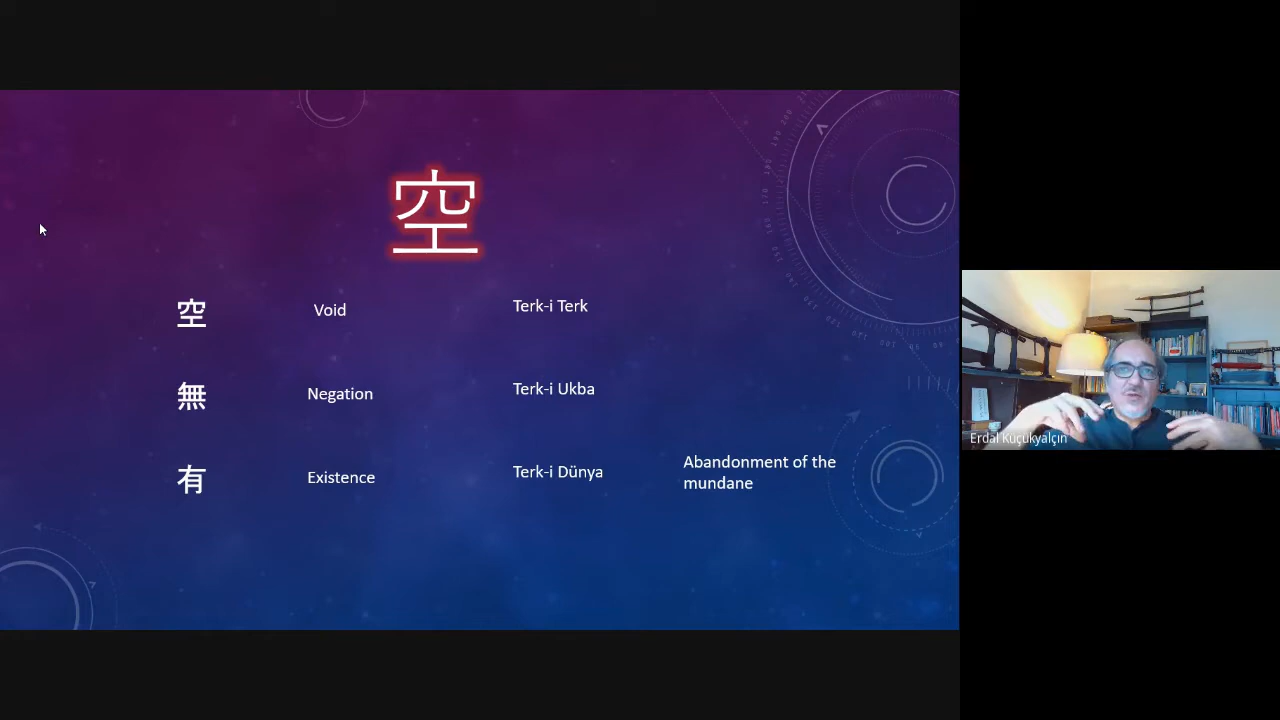 空
空 Void Terk-i Terk
無 Negation Terk-i Ukba
有 Existence Terk-i Dünya Abandonment of the
mundane
Erdal Küçükyalçın